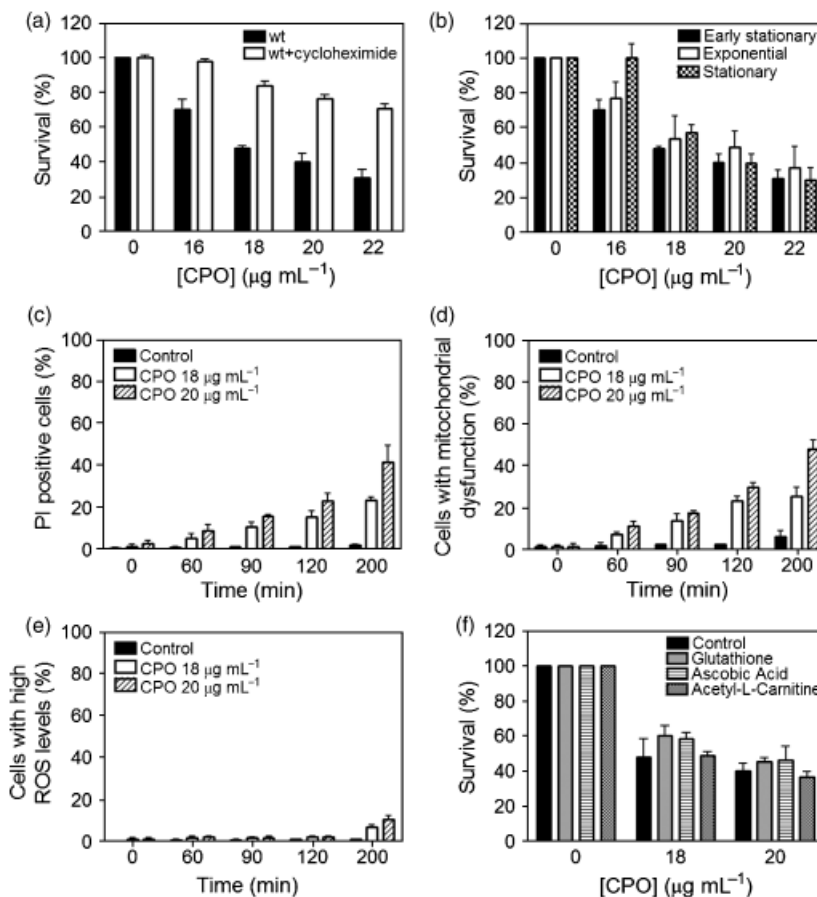 (a)
wt
wt+cycloheximide
120
100
80
60
40
20
0
Survival (%)
0 16 18 20 22
[CPO] (μg mL⁻¹)
(b)
Early stationary
Exponential
Stationary
120
100
80
60
40
20
0
Survival (%)
0 16 18 20 22
[CPO] (μg mL⁻¹)
(c)
Control
CPO 18 μg mL⁻¹
CPO 20 μg mL⁻¹
100
80
60
40
20
0
PI positive cells (%)
0 60 90 120 200
Time (min)
(d)
Control
CPO 18 μg mL⁻¹
CPO 20 μg mL⁻¹
100
80
60
40
20
0
Cells with mitochondrial
dysfunction (%)
0 60 90 120 200
Time (min)
(e)
Control
CPO 18 μg mL⁻¹
CPO 20 μg mL⁻¹
100
80
60
40
20
0
Cells with high
ROS levels (%)
0 60 90 120 200
Time (min)
(f)
Control
Glutathione
Ascobic Acid
Acetyl-L-Carnitine
120
100
80
60
40
20
0
Survival (%)
0 18 20
[CPO] (μg mL⁻¹)